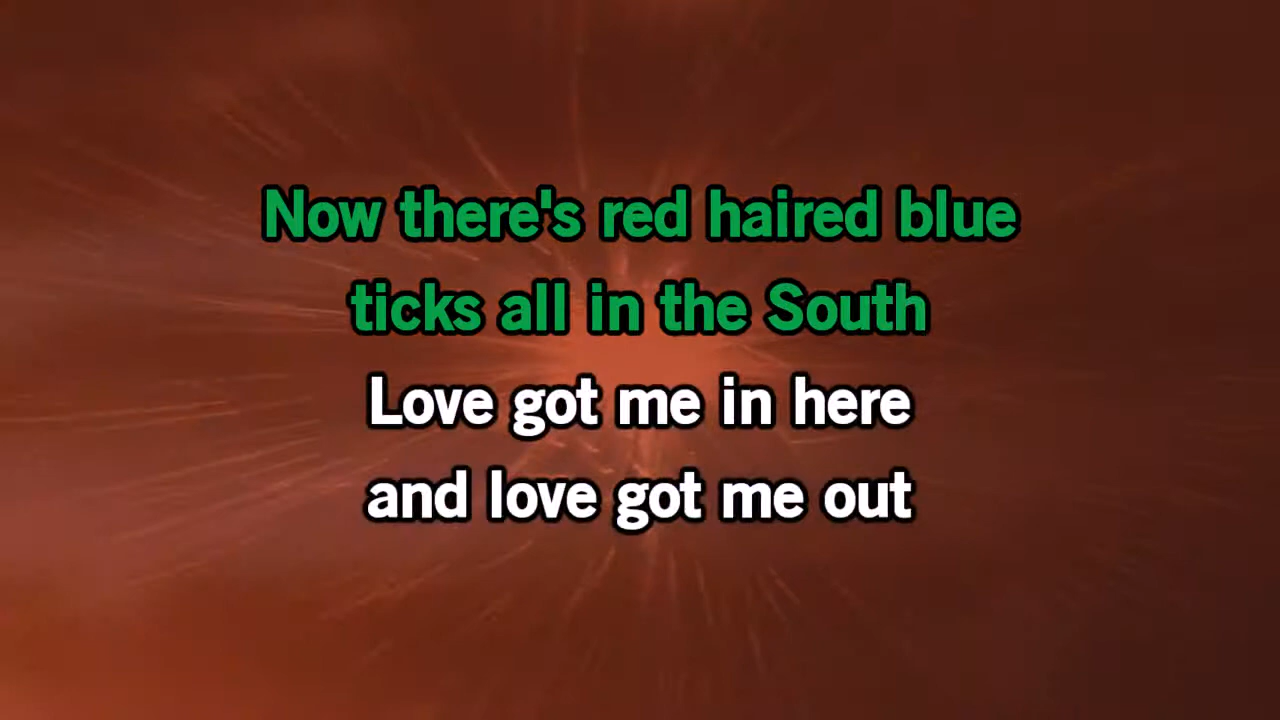 Now there's red haired blue
ticks all in the South
Love got me in here
and love got me out